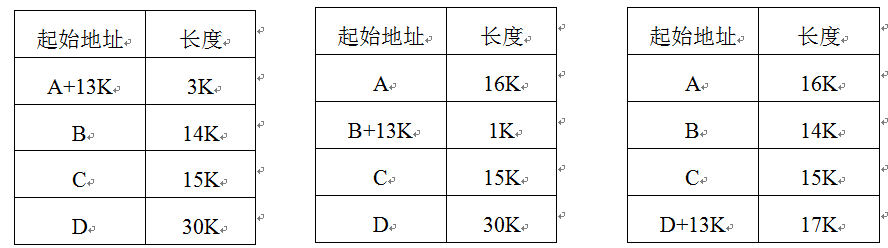 起始地址 长度
A+13K 3K
B 14K
C 15K
D 30K
起始地址 长度
A 16K
B+13K 1K
C 15K
D 30K
起始地址 长度
A 16K
B 14K
C 15K
D+13K 17K